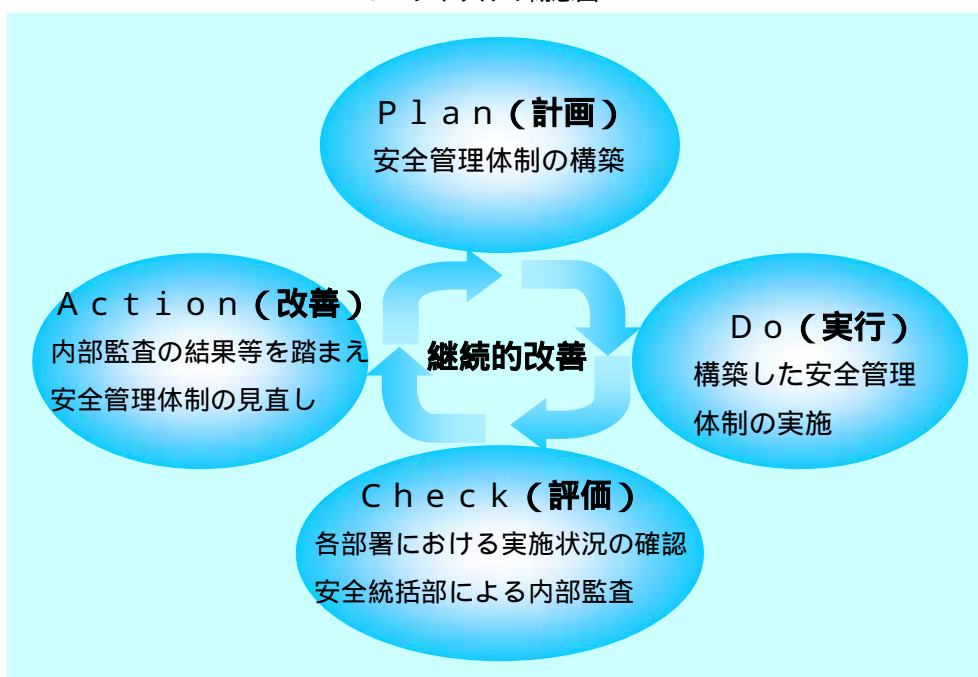 Ｐｌａｎ（計画）
安全管理体制の構築
Ａｃｔｉｏｎ（改善）
内部監査の結果等を踏まえ
安全管理体制の見直し
継続的改善
Ｄｏ（実行）
構築した安全管理
体制の実施
Ｃｈｅｃｋ（評価）
各部署における実施状況の確認
安全統括部による内部監査